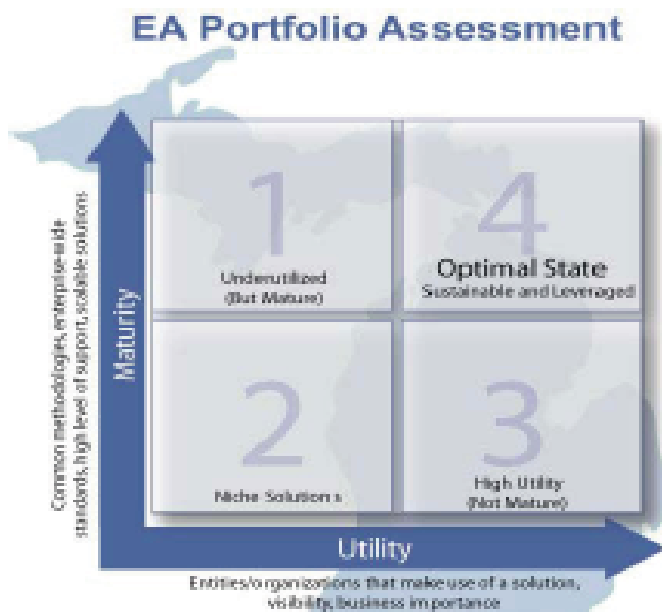 EA Portfolio Assessment
Common methodologies, enterprise-wide
standards, high level of support, scalable solutions
Maturity
1
Underutilized
(But Mature)
4
Optimal State
Sustainable and Leveraged
2
Niche Solutions
3
High Utility
(Not Mature)
Utility
Entities/organizations that make use of a solution,
visibility, business importance